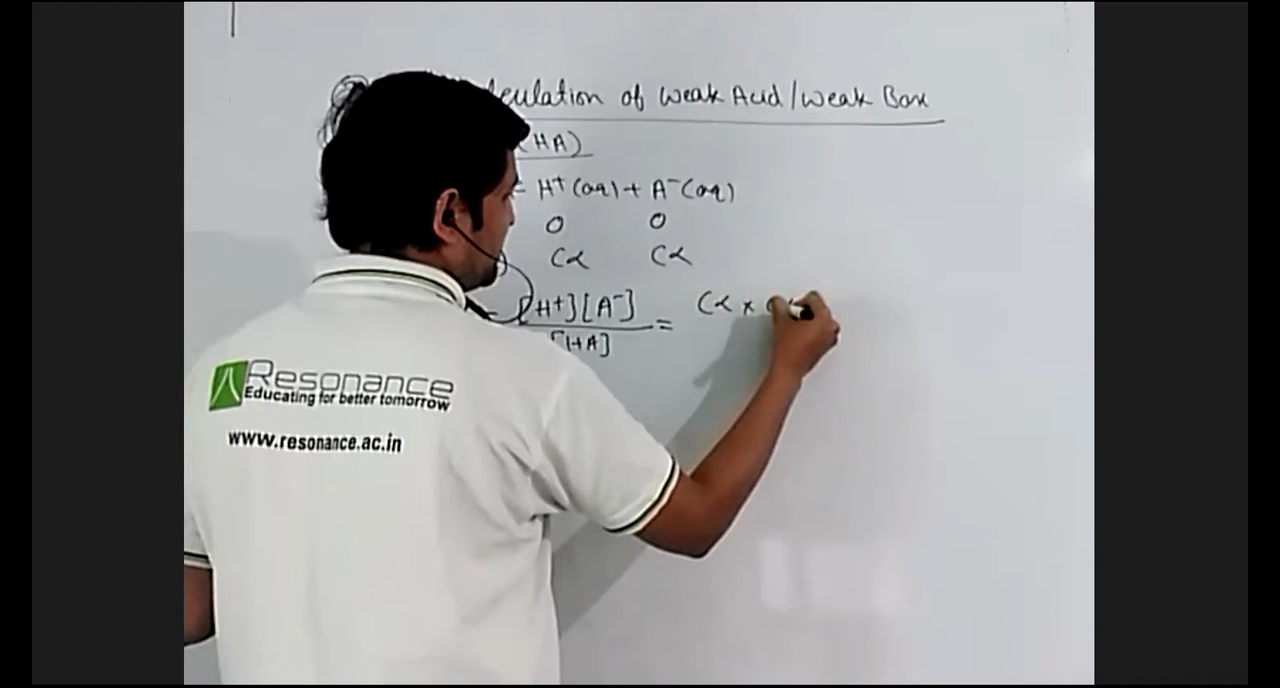 culation of Weak Acid/Weak Base
(HA)
= H⁺(aq) + A⁻(aq)
0 0
Cα Cα
= [H⁺][A⁻] / [HA] = Cα ×
Resonance
Educating for better tomorrow
www.resonance.ac.in